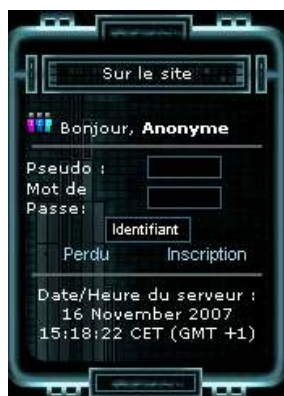 Sur le site
Bonjour, Anonyme
Pseudo :
Mot de
Passe:
Identifiant
Perdu Inscription
Date/Heure du serveur :
16 November 2007
15:18:22 CET (GMT +1)